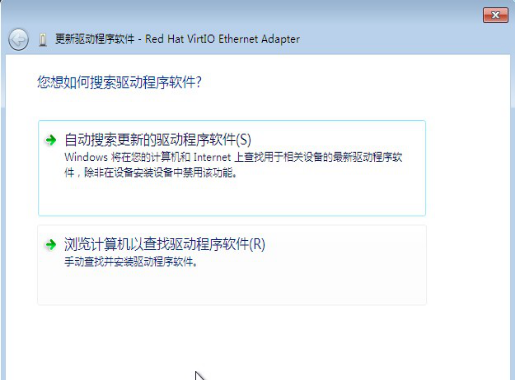 更新驱动程序软件 - Red Hat VirtIO Ethernet Adapter
您想如何搜索驱动程序软件?
自动搜索更新的驱动程序软件(S)
Windows 将在您的计算机和 Internet 上查找用于相关设备的最新驱动程序软
件，除非在设备安装设备中禁用该功能。
浏览计算机以查找驱动程序软件(R)
手动查找并安装驱动程序软件。